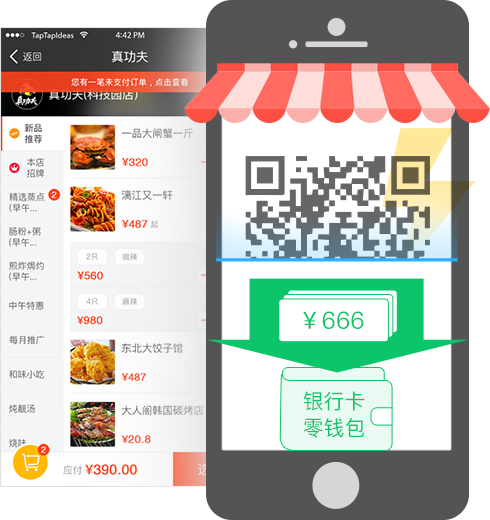 TapTapIdeas
4:42 PM
返回
真功夫
您有一笔未支付订单，点击查看
真功夫
真功夫(科技园店)
新品
推荐
本店
招牌
精选蒸点
(早午...
2
肠粉+粥
(早午...
煎炸焗灼
(早午...
中午特惠
每月推广
和味小吃
炖靓汤
烧味
一品大闸蟹一斤
¥320
漓江又一轩
¥487 起
2只
微辣
¥560
4只
麻辣
¥980
东北大饺子馆
¥487
大人阁韩国碳烤店
¥20.8
2
应付 ¥390.00
¥ 666
银行卡
零钱包